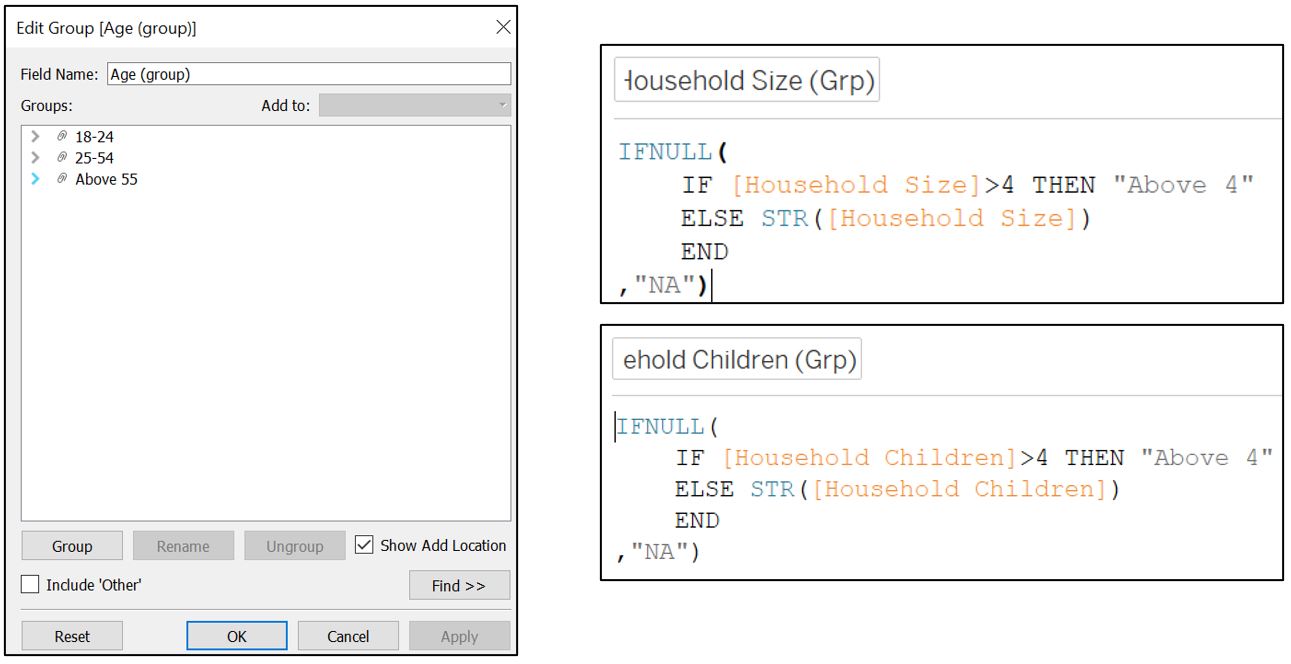 Edit Group [Age (group)]
Field Name: Age (group)
Groups: Add to:
18-24
25-54
Above 55
Group Rename Ungroup Show Add Location
Include 'Other' Find >>
Reset OK Cancel Apply
Household Size (Grp)
IFNULL(
IF [Household Size]>4 THEN "Above 4"
ELSE STR([Household Size])
END
,"NA")
ehold Children (Grp)
IFNULL(
IF [Household Children]>4 THEN "Above 4"
ELSE STR([Household Children])
END
,"NA")